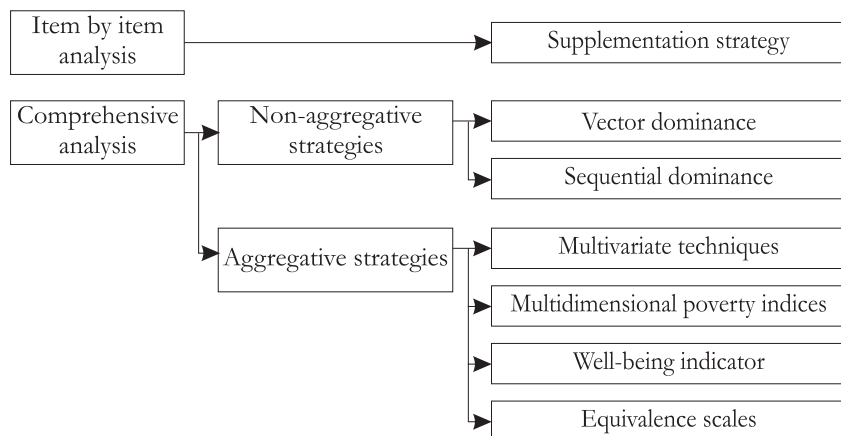 Item by item
analysis
Supplementation strategy
Comprehensive
analysis
Non-aggregative
strategies
Vector dominance
Sequential dominance
Aggregative strategies
Multivariate techniques
Multidimensional poverty indices
Well-being indicator
Equivalence scales